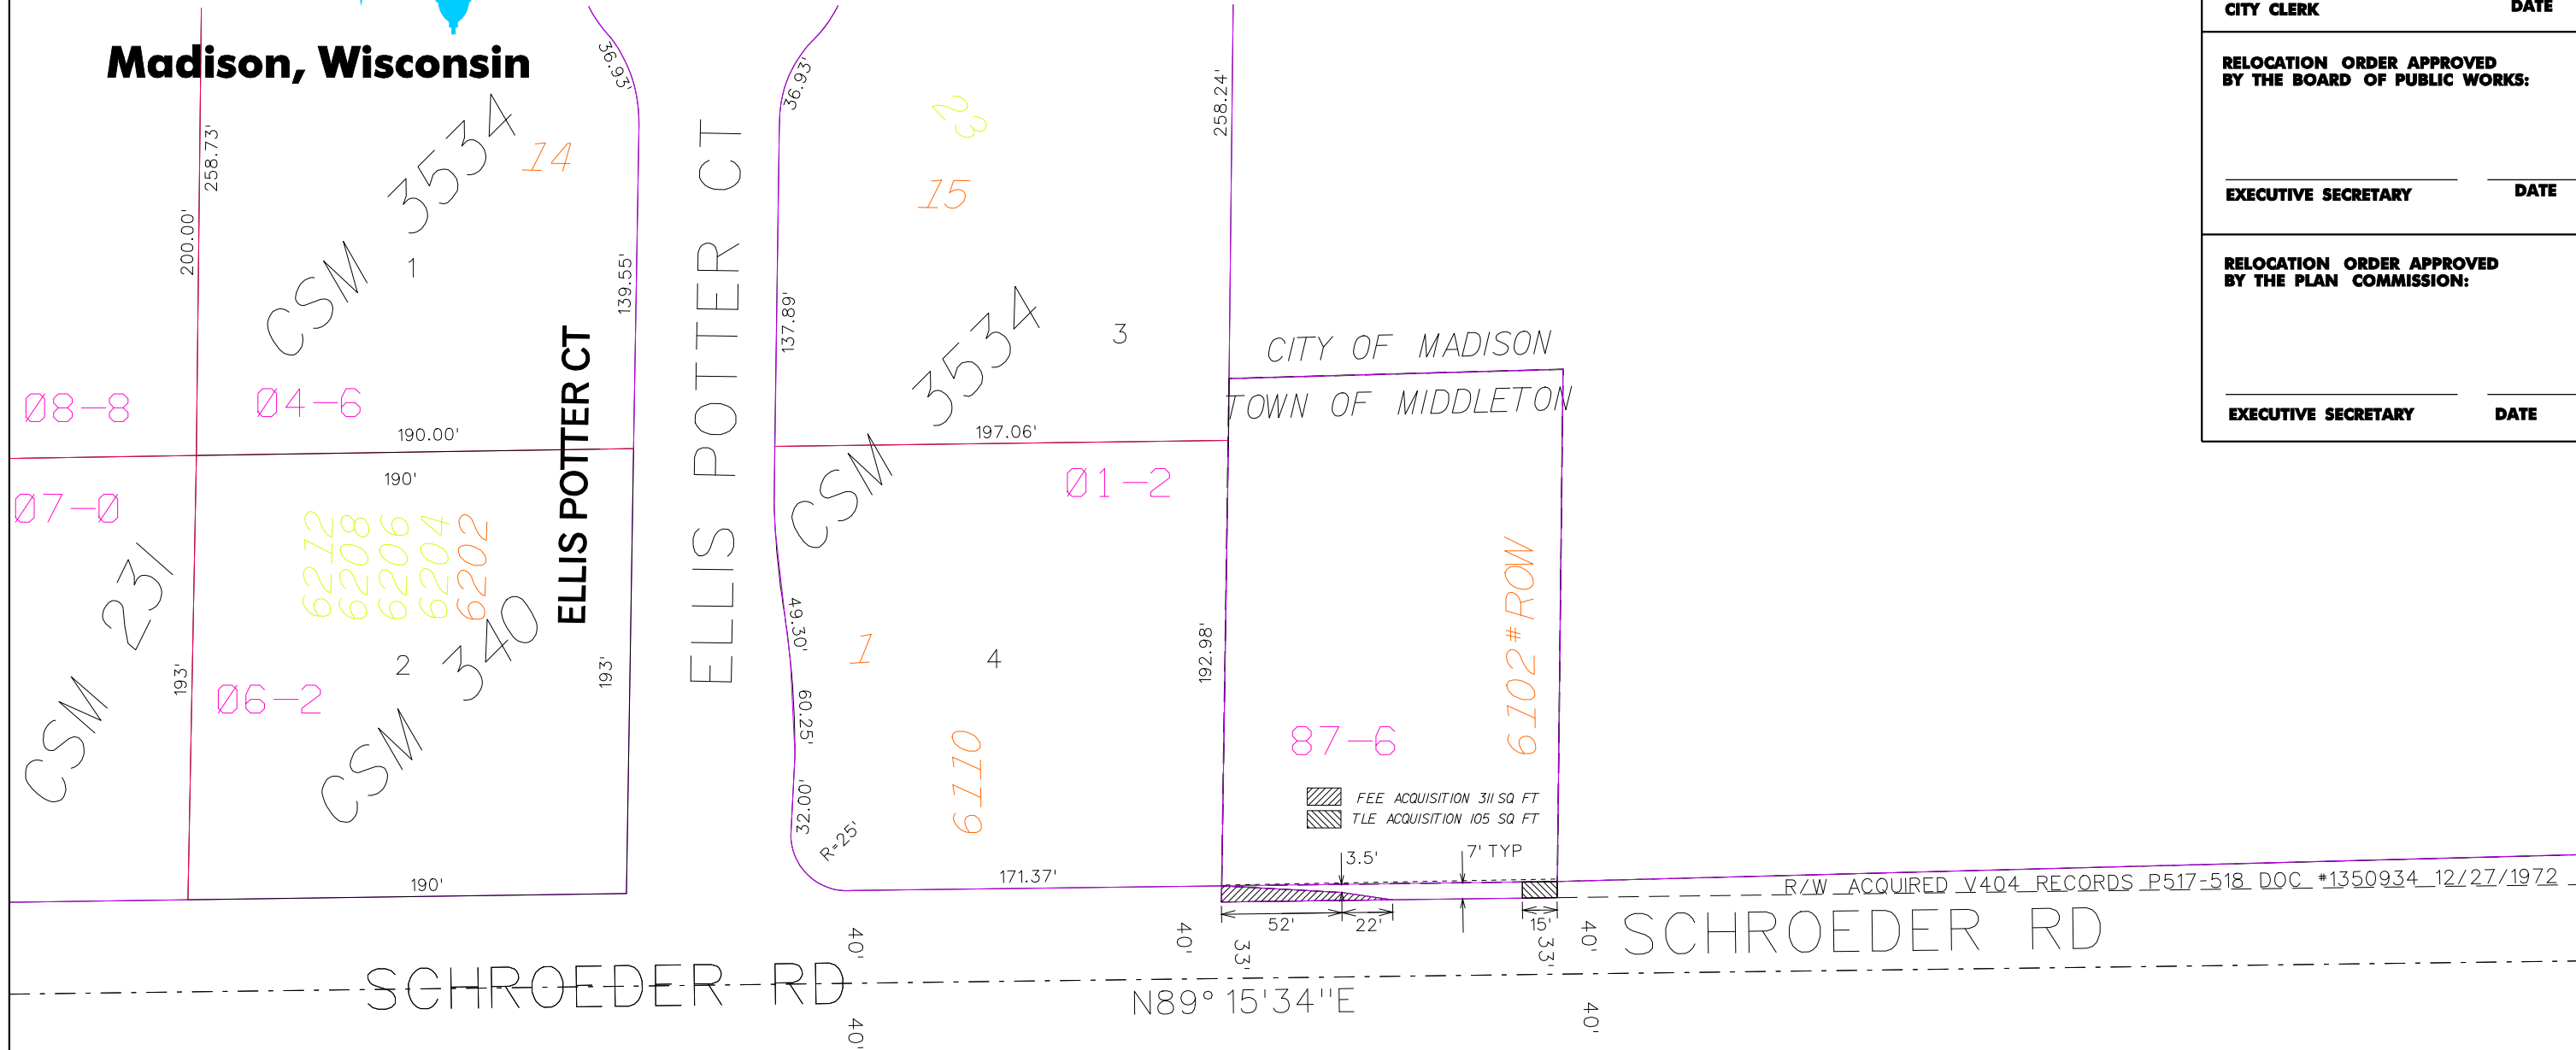 Madison, Wisconsin
CITY CLERK
DATE
RELOCATION ORDER APPROVED
BY THE BOARD OF PUBLIC WORKS:
EXECUTIVE SECRETARY
DATE
RELOCATION ORDER APPROVED
BY THE PLAN COMMISSION:
EXECUTIVE SECRETARY
DATE
36.93'
36.93'
258.73'
200.00'
CSM 3534
14
1
139.55'
Ø8-8
Ø4-6
190.00'
ELLIS POTTER CT
ELLIS POTTER CT
137.89'
23
15
258.24'
CSM 3534
3
197.06'
CITY OF MADISON
TOWN OF MIDDLETON
Ø7-Ø
190'
6212
6208
6206
6204
6202
CSM 231
193'
Ø6-2
2
CSM 340
193'
190'
Ø1-2
49.30'
60.25'
32.00'
R=25'
1
4
6110
192.98'
171.37'
6102#ROW
87-6
FEE ACQUISITION 311 SQ FT
TLE ACQUISITION 105 SQ FT
3.5'
7' TYP
52'
22'
15'
R/W ACQUIRED V404 RECORDS P517-518 DOC #1350934 12/27/1972
40'
40'
33'
33'
40'
SCHROEDER RD
SCHROEDER RD
N89°15'34"E
40'
40'